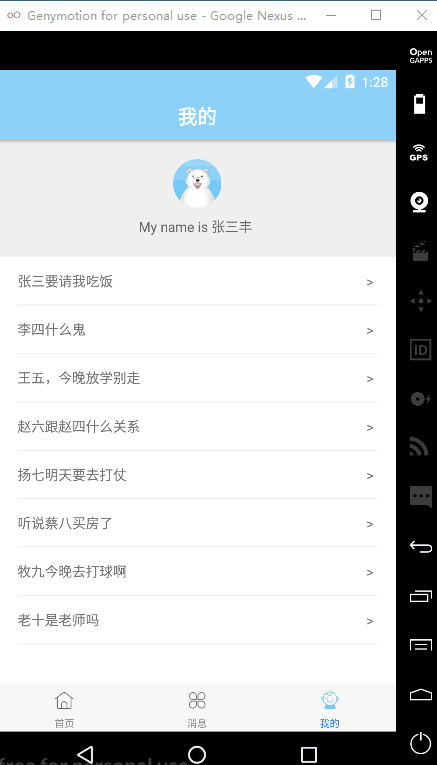 Genymotion for personal use - Google Nexus ...
Open
GAPPS
1:28
我的
GPS
My name is 张三丰
张三要请我吃饭 >
李四什么鬼 >
王五，今晚放学别走 >
ID
赵六跟赵四什么关系 >
扬七明天要去打仗 >
听说蔡八买房了 >
牧九今晚去打球啊 >
老十是老师吗 >
首页
消息
我的
free for personal use